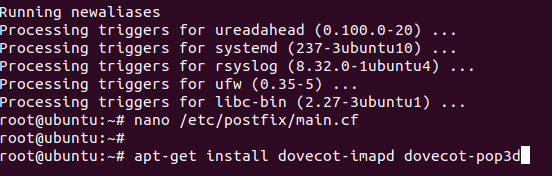 Running newaliases
Processing triggers for ureadahead (0.100.0-20) ...
Processing triggers for systemd (237-3ubuntu10) ...
Processing triggers for rsyslog (8.32.0-1ubuntu4) ...
Processing triggers for ufw (0.35-5) ...
Processing triggers for libc-bin (2.27-3ubuntu1) ...
root@ubuntu:~# nano /etc/postfix/main.cf
root@ubuntu:~#
root@ubuntu:~# apt-get install dovecot-imapd dovecot-pop3d